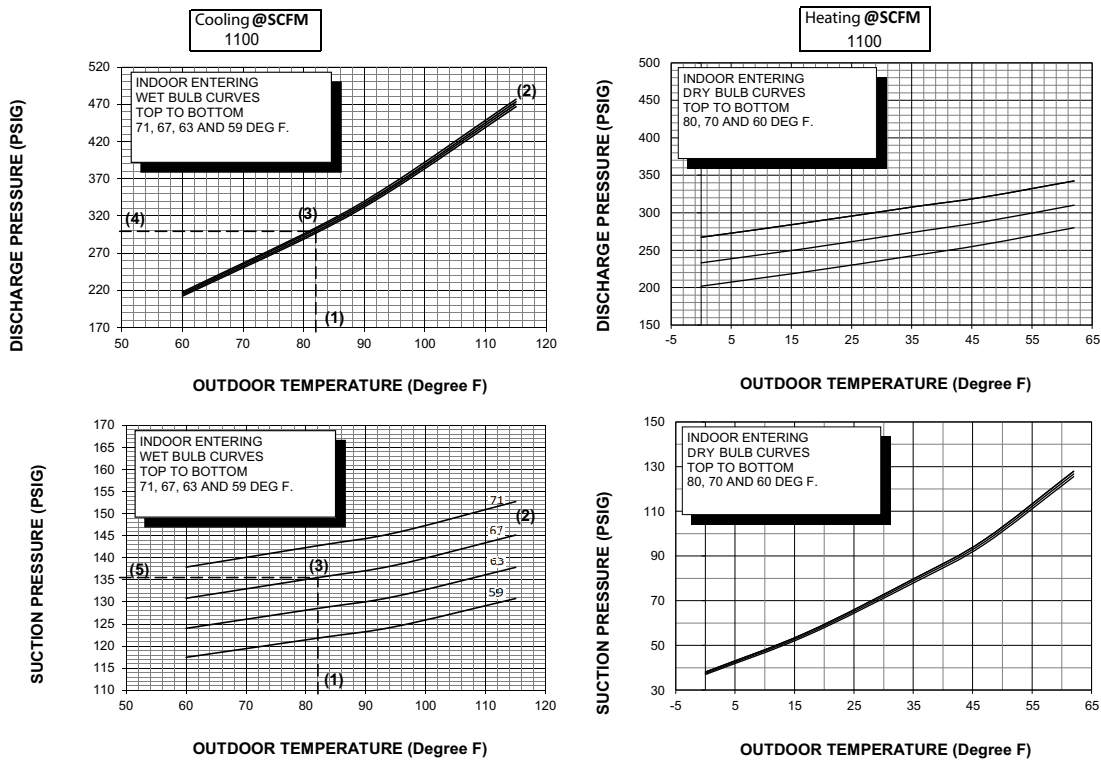 Cooling @SCFM
1100
Heating @SCFM
1100
DISCHARGE PRESSURE (PSIG)
520
470
420
370
320
270
220
170
INDOOR ENTERING
WET BULB CURVES
TOP TO BOTTOM
71, 67, 63 AND 59 DEG F.
(2)
(3)
(4)
(1)
50 60 70 80 90 100 110 120
OUTDOOR TEMPERATURE (Degree F)
DISCHARGE PRESSURE (PSIG)
500
450
400
350
300
250
200
150
INDOOR ENTERING
DRY BULB CURVES
TOP TO BOTTOM
80, 70 AND 60 DEG F.
-5 5 15 25 35 45 55 65
OUTDOOR TEMPERATURE (Degree F)
SUCTION PRESSURE (PSIG)
170
165
160
155
150
145
140
135
130
125
120
115
110
INDOOR ENTERING
WET BULB CURVES
TOP TO BOTTOM
71, 67, 63 AND 59 DEG F.
71
(2)
67
63
59
(3)
(5)
(1)
50 60 70 80 90 100 110 120
OUTDOOR TEMPERATURE (Degree F)
SUCTION PRESSURE (PSIG)
150
130
110
90
70
50
30
INDOOR ENTERING
DRY BULB CURVES
TOP TO BOTTOM
80, 70 AND 60 DEG F.
-5 5 15 25 35 45 55 65
OUTDOOR TEMPERATURE (Degree F)